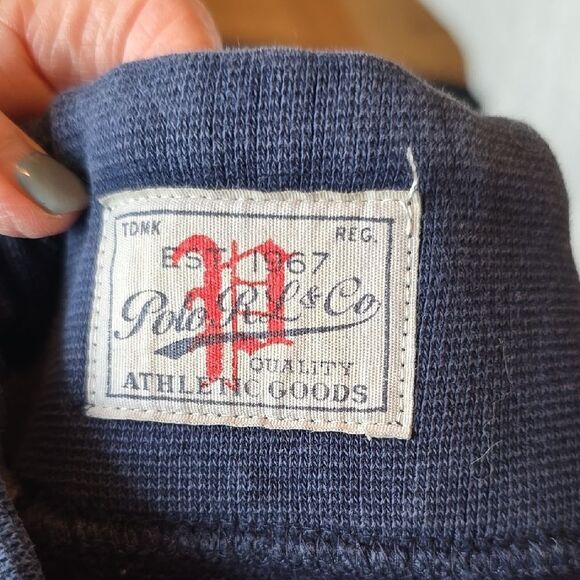 TDMK REG.
EST. 1967
P
Polo R.L & Co
QUALITY
ATHLETIC GOODS